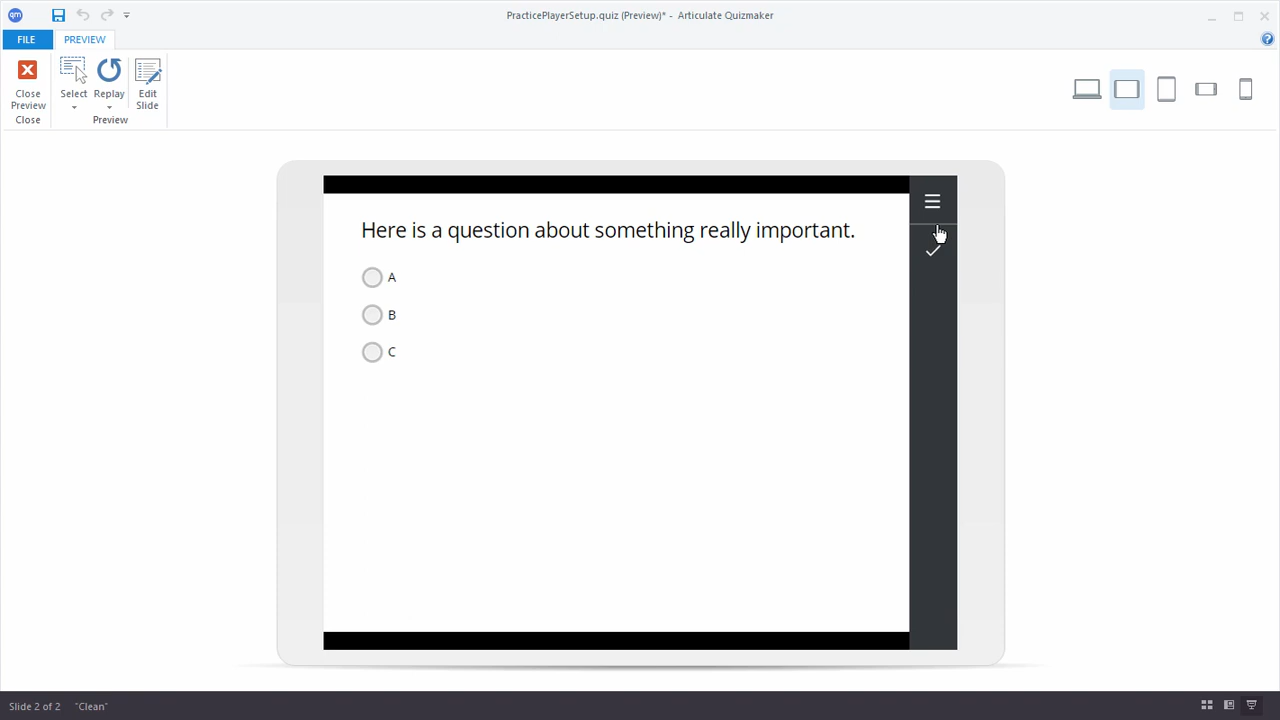 qm
PracticePlayerSetup.quiz (Preview)* - Articulate Quizmaker
FILE
PREVIEW
?
Close
Preview
Select
Replay
Edit
Slide
Close
Preview
Here is a question about something really important.
A
B
C
Slide 2 of 2
"Clean"